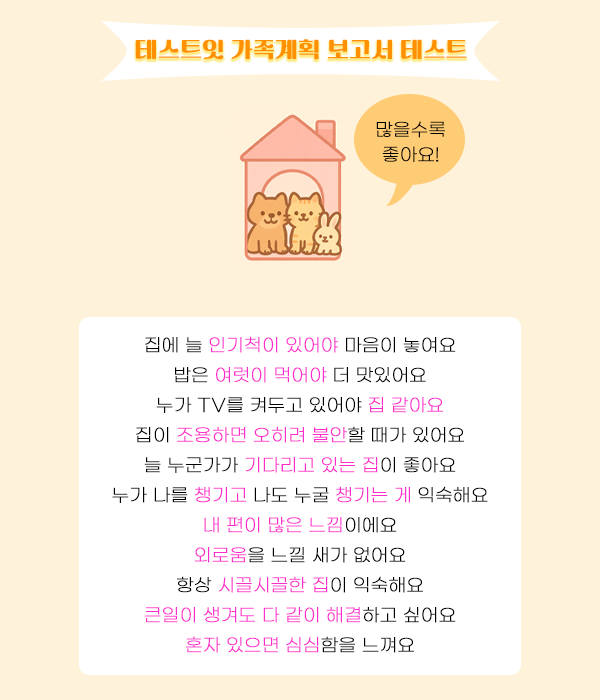 테스트잇 가족계획 보고서 테스트
많을수록
좋아요!
집에 늘 인기척이 있어야 마음이 놓여요
밥은 여럿이 먹어야 더 맛있어요
누가 TV를 켜두고 있어야 집 같아요
집이 조용하면 오히려 불안할 때가 있어요
늘 누군가가 기다리고 있는 집이 좋아요
누가 나를 챙기고 나도 누굴 챙기는 게 익숙해요
내 편이 많은 느낌이에요
외로움을 느낄 새가 없어요
항상 시끌시끌한 집이 익숙해요
큰일이 생겨도 다 같이 해결하고 싶어요
혼자 있으면 심심함을 느껴요